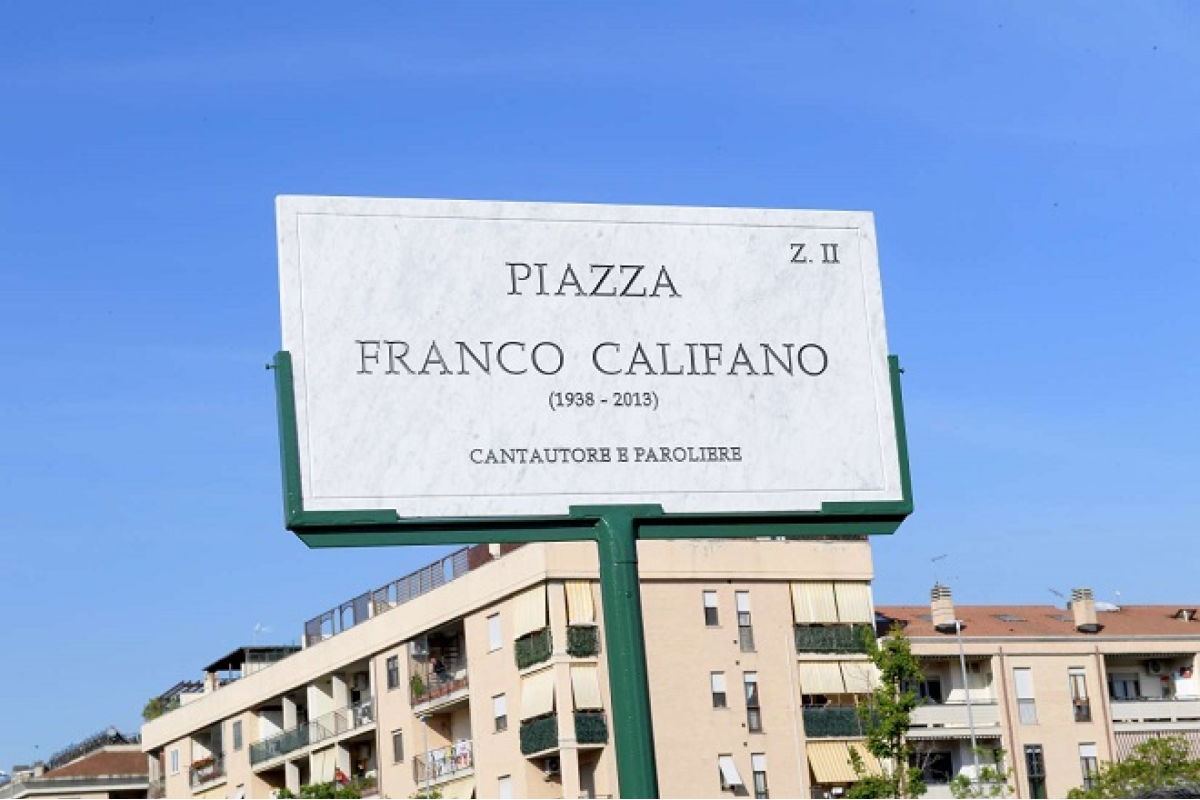 Z. II
PIAZZA
FRANCO CALIFANO
(1938 - 2013)
CANTAUTORE E PAROLIERE